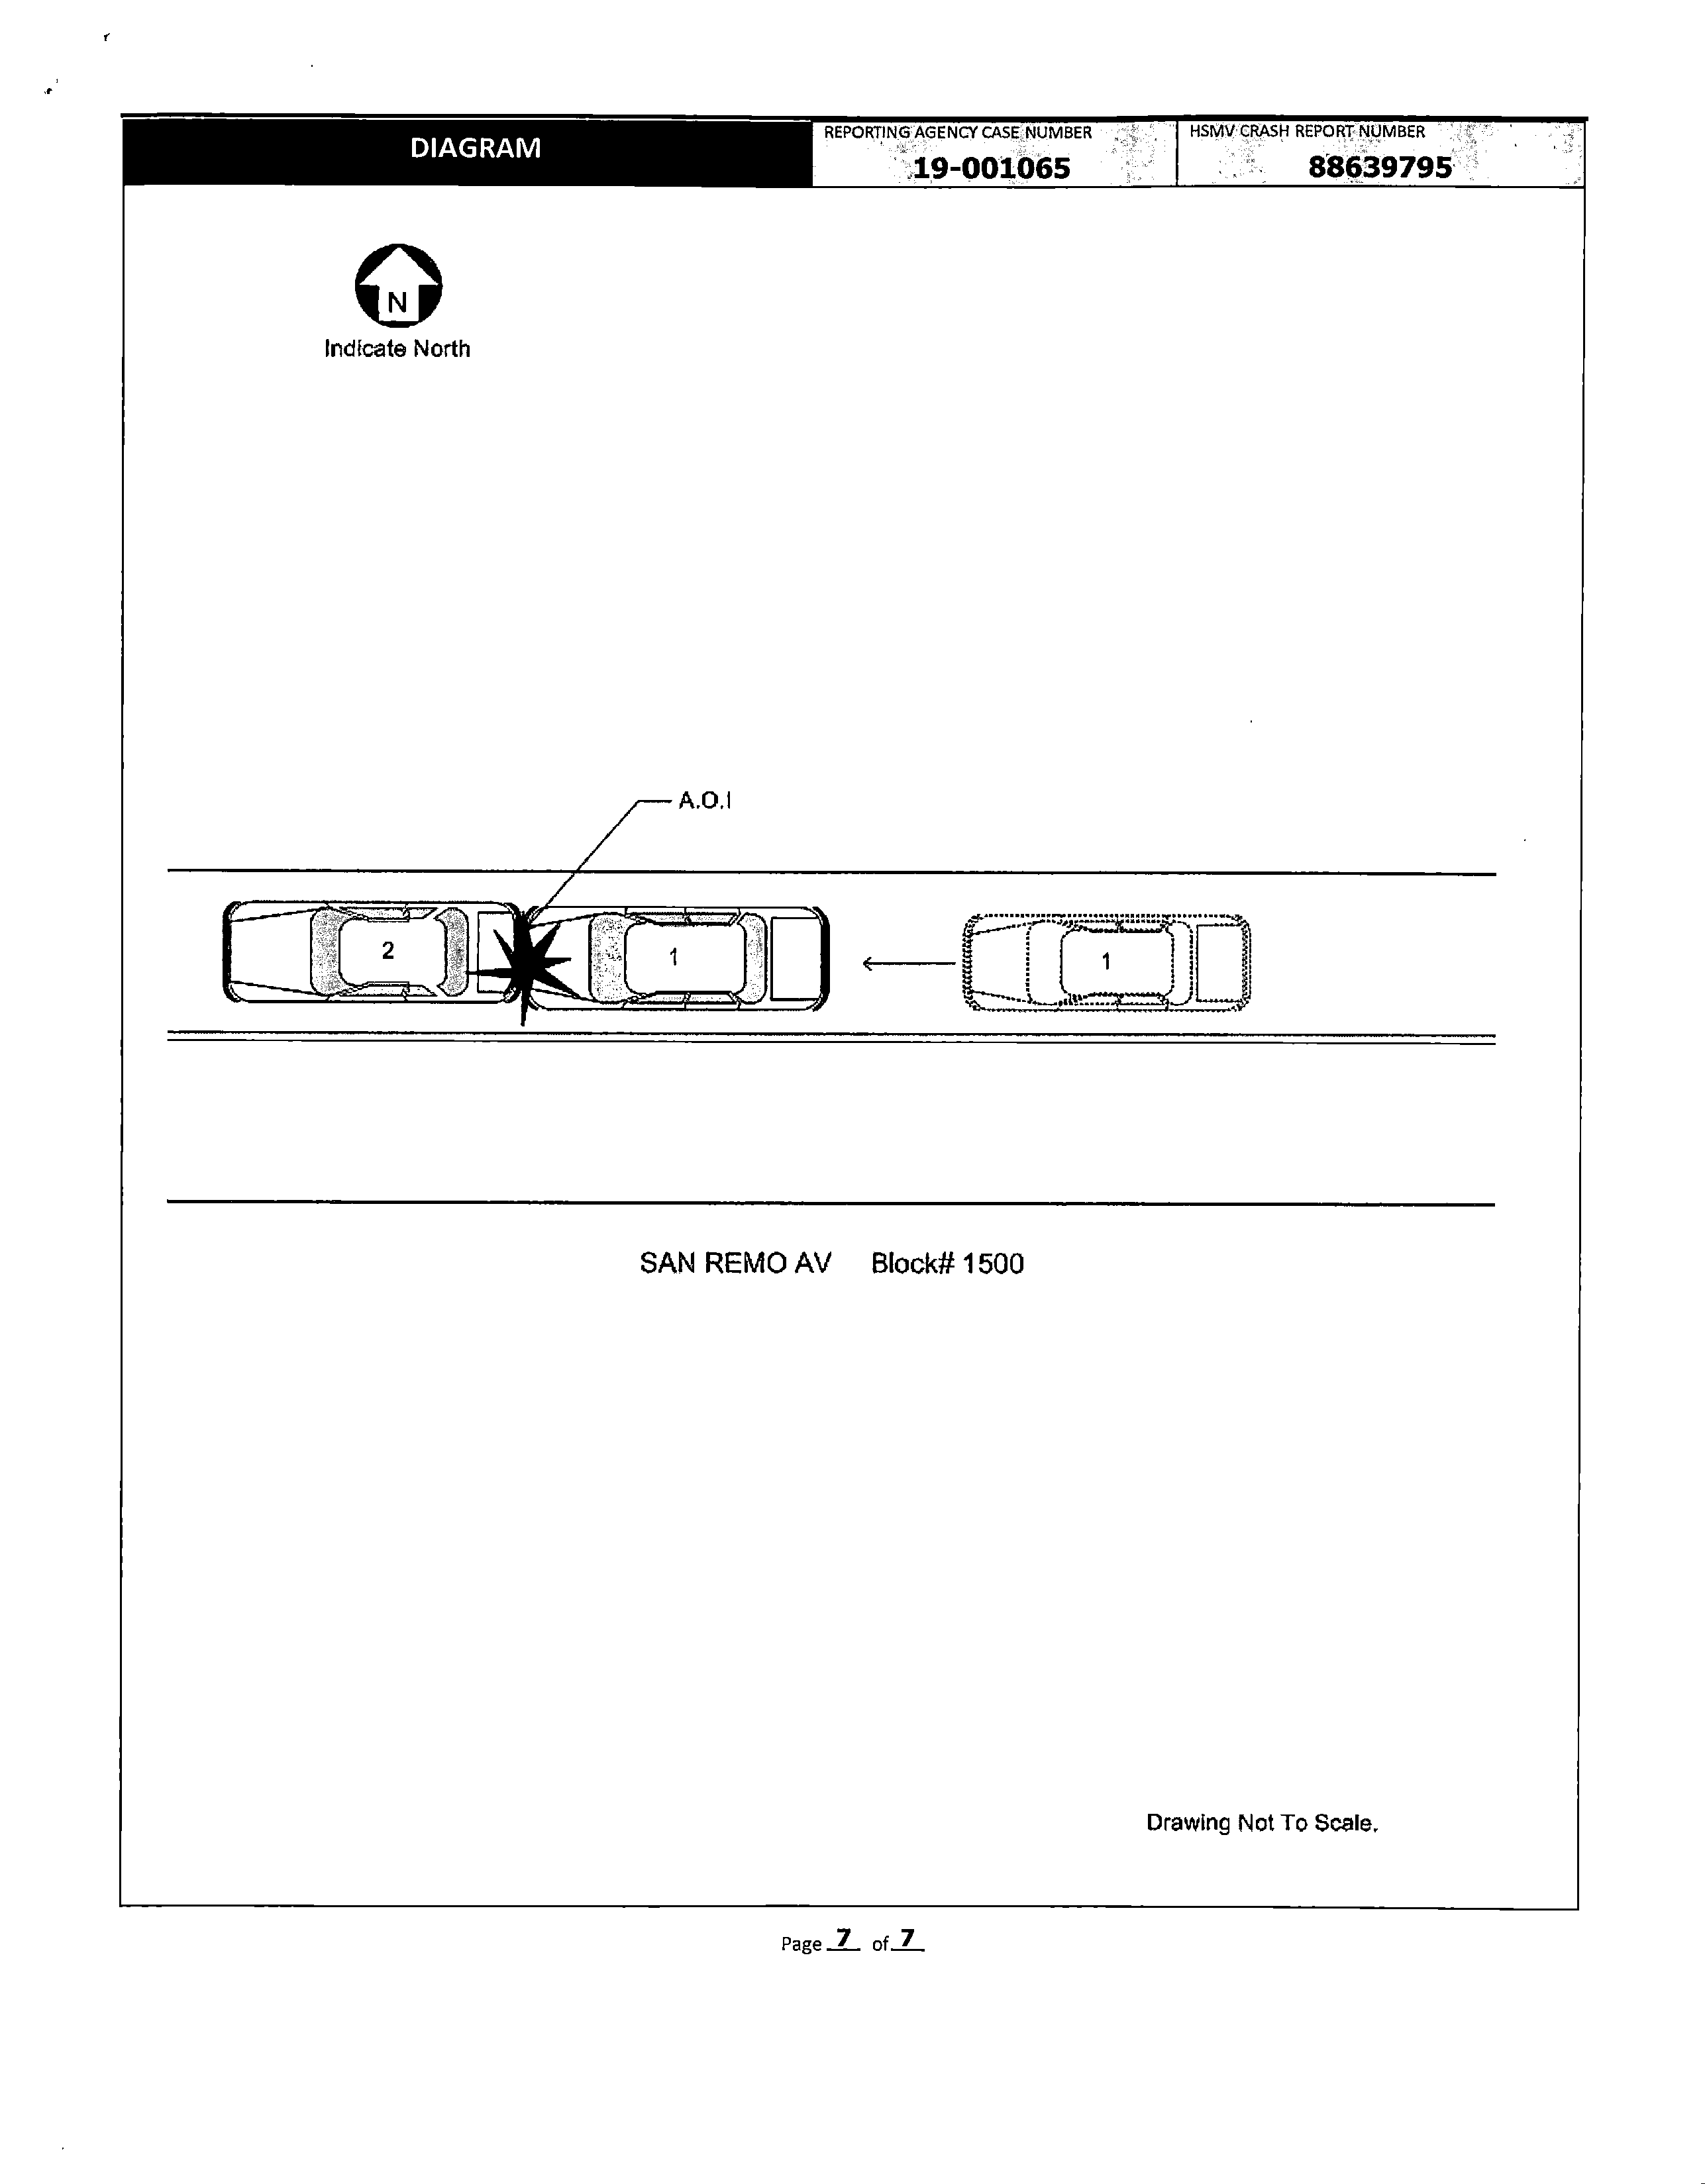 DIAGRAM
REPORTING AGENCY CASE NUMBER
19-001065
HSMV CRASH REPORT NUMBER
88639795
N
Indicate North
A.O.I
2
1
1
SAN REMO AV Block# 1500
Drawing Not To Scale.
Page 7 of 7